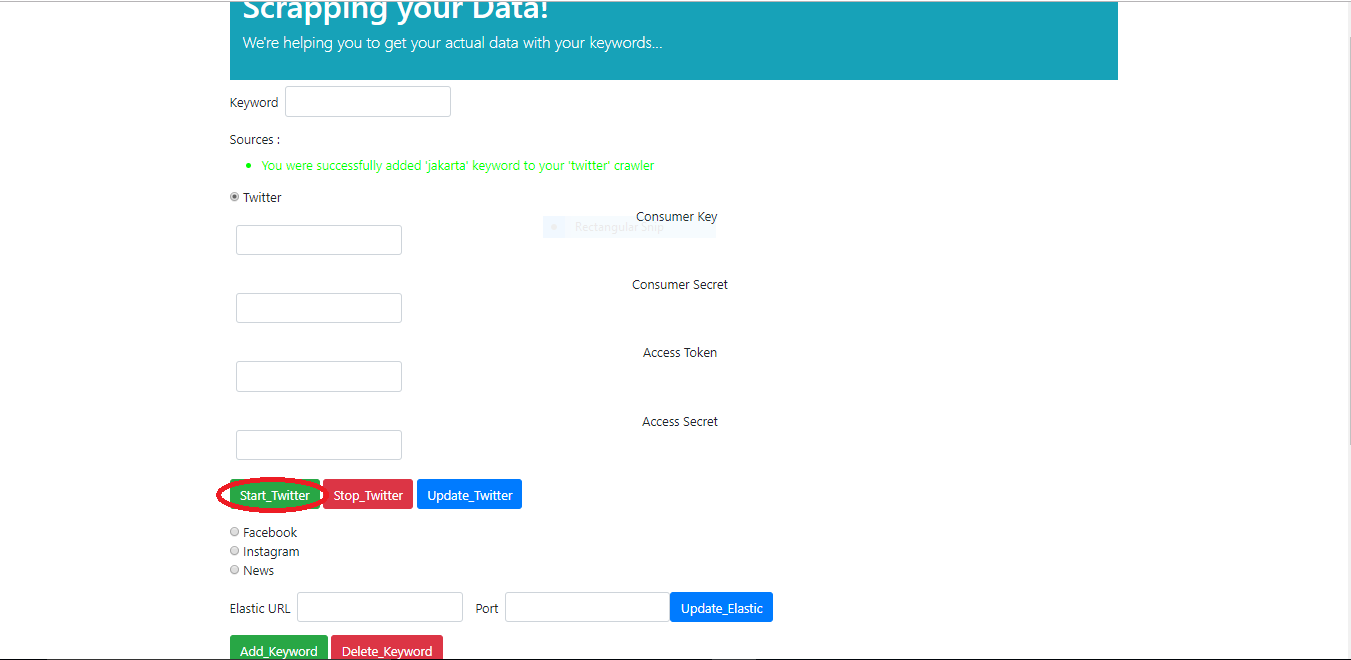 Scrapping your Data!
We're helping you to get your actual data with your keywords...
Keyword
Sources :
You were successfully added 'jakarta' keyword to your 'twitter' crawler
Twitter
Consumer Key
Rectangular Snip
Consumer Secret
Access Token
Access Secret
Start_Twitter Stop_Twitter Update_Twitter
Facebook
Instagram
News
Elastic URL Port Update_Elastic
Add_Keyword Delete_Keyword